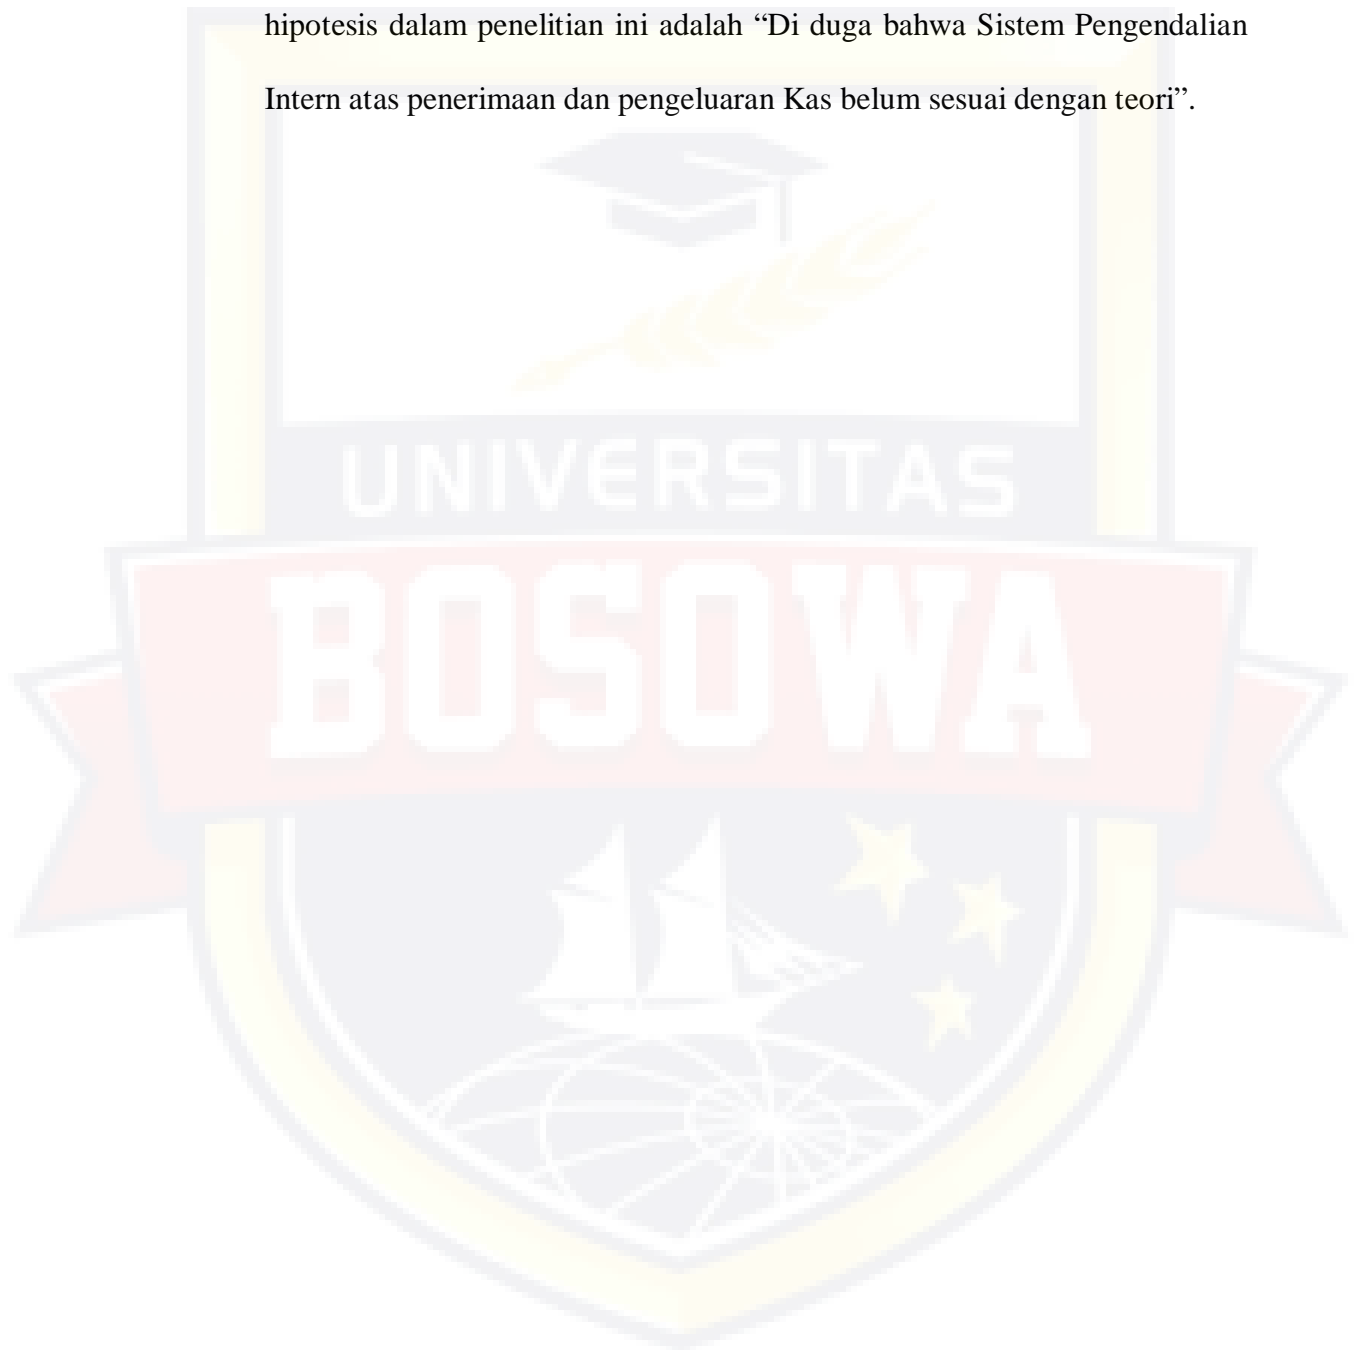 hipotesis dalam penelitian ini adalah “Di duga bahwa Sistem Pengendalian
Intern atas penerimaan dan pengeluaran Kas belum sesuai dengan teori”.
UNIVERSITAS
BOSOWA